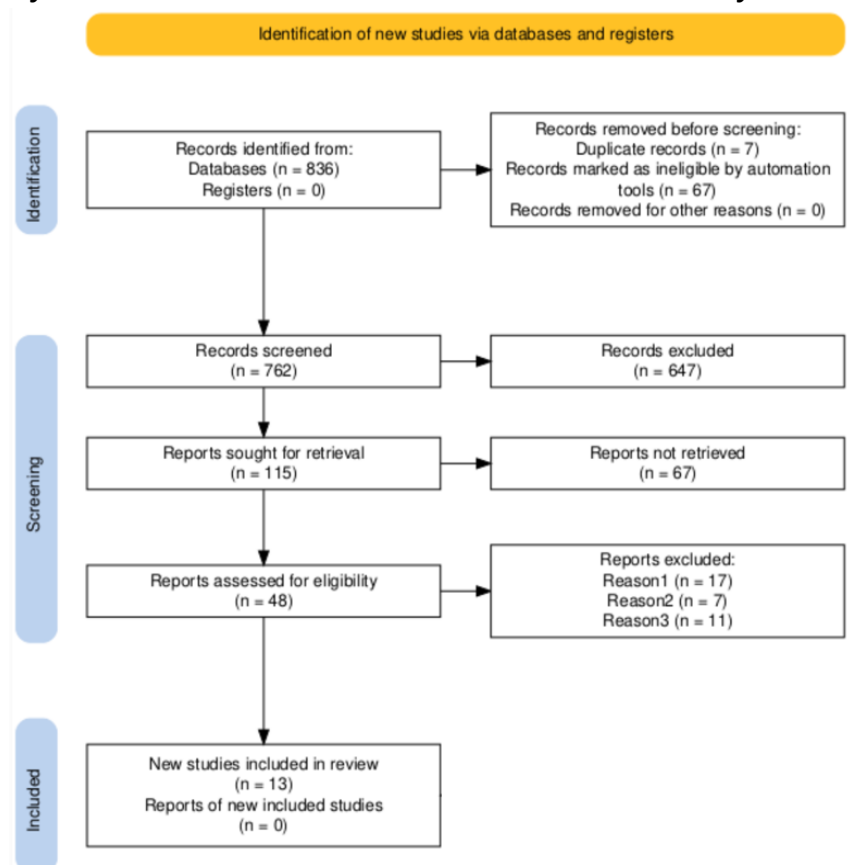 Identification of new studies via databases and registers
Identification
Records identified from:
Databases (n = 836)
Registers (n = 0)
Records removed before screening:
Duplicate records (n = 7)
Records marked as ineligible by automation
tools (n = 67)
Records removed for other reasons (n = 0)
Screening
Records screened
(n = 762)
Records excluded
(n = 647)
Reports sought for retrieval
(n = 115)
Reports not retrieved
(n = 67)
Reports assessed for eligibility
(n = 48)
Reports excluded:
Reason1 (n = 17)
Reason2 (n = 7)
Reason3 (n = 11)
Included
New studies included in review
(n = 13)
Reports of new included studies
(n = 0)